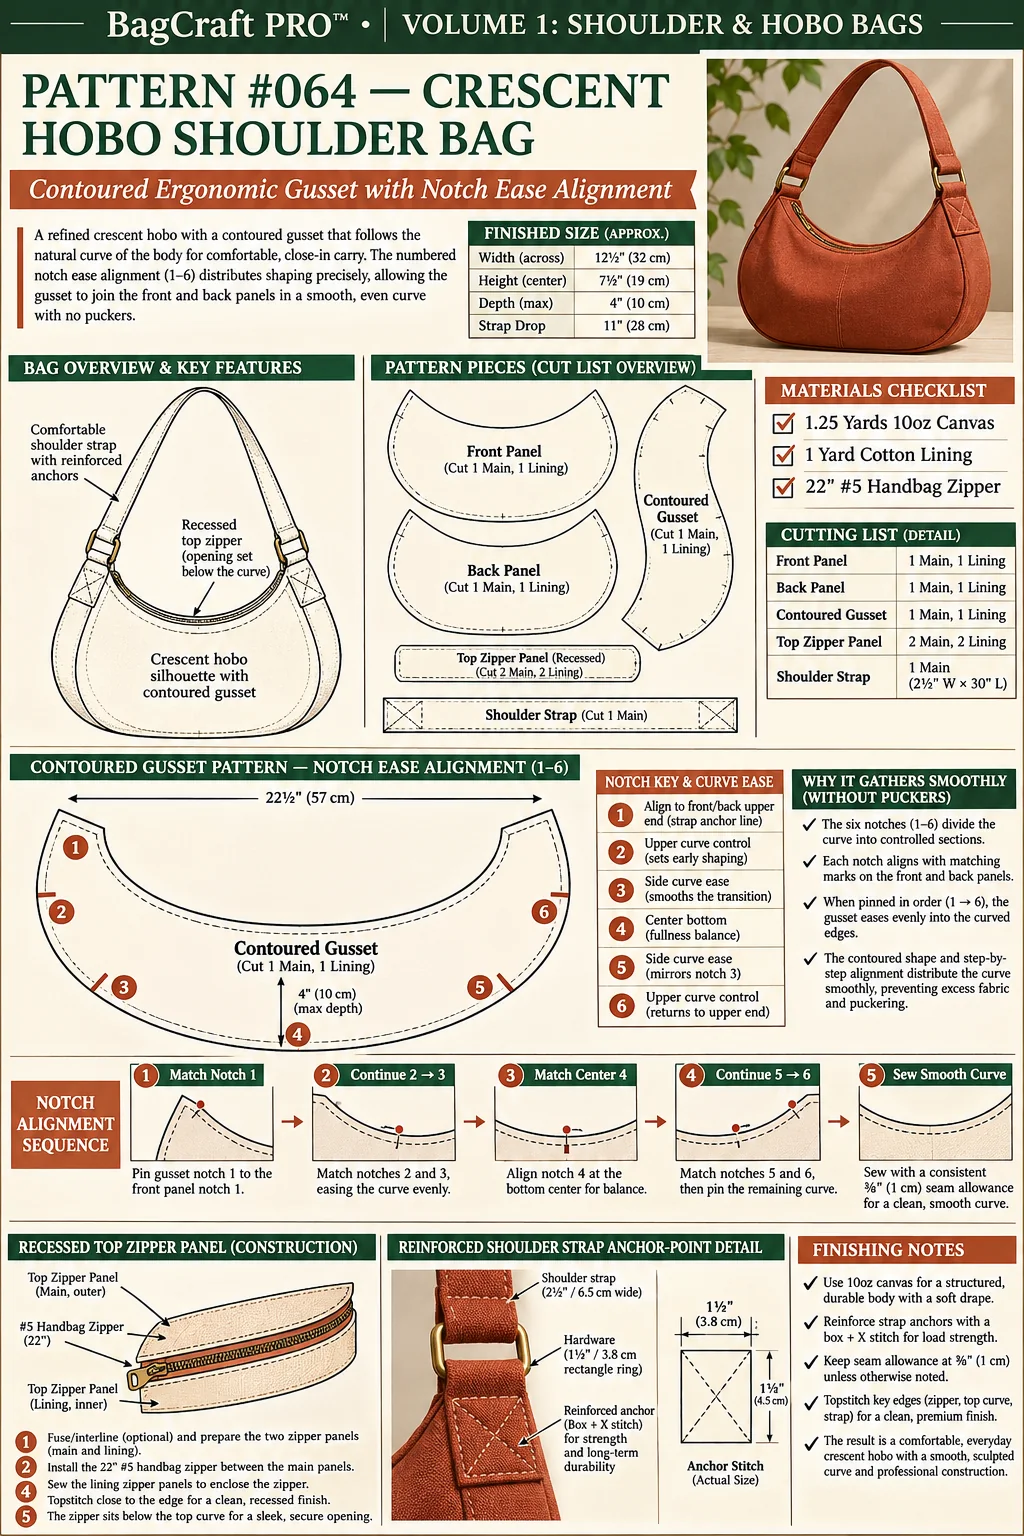 BagCraft PRO™ • | VOLUME 1: SHOULDER & HOBO BAGS
PATTERN #064 — CRESCENT
HOBO SHOULDER BAG
Contoured Ergonomic Gusset with Notch Ease Alignment
A refined crescent hobo with a contoured gusset that follows the
natural curve of the body for comfortable, close-in carry. The numbered
notch ease alignment (1–6) distributes shaping precisely, allowing the
gusset to join the front and back panels in a smooth, even curve
with no puckers.
FINISHED SIZE (APPROX.)
Width (across) 12½" (32 cm)
Height (center) 7½" (19 cm)
Depth (max) 4" (10 cm)
Strap Drop 11" (28 cm)
BAG OVERVIEW & KEY FEATURES
Comfortable
shoulder strap
with reinforced
anchors
Recessed
top zipper
(opening set
below the curve)
Crescent hobo
silhouette with
contoured gusset
PATTERN PIECES (CUT LIST OVERVIEW)
Front Panel
(Cut 1 Main, 1 Lining)
Back Panel
(Cut 1 Main, 1 Lining)
Contoured
Gusset
(Cut 1 Main,
1 Lining)
Top Zipper Panel (Recessed)
(Cut 2 Main, 2 Lining)
Shoulder Strap (Cut 1 Main)
MATERIALS CHECKLIST
1.25 Yards 10oz Canvas
1 Yard Cotton Lining
22" #5 Handbag Zipper
CUTTING LIST (DETAIL)
Front Panel 1 Main, 1 Lining
Back Panel 1 Main, 1 Lining
Contoured Gusset 1 Main, 1 Lining
Top Zipper Panel 2 Main, 2 Lining
Shoulder Strap 1 Main
(2½" W × 30" L)
CONTOURED GUSSET PATTERN — NOTCH EASE ALIGNMENT (1–6)
22½" (57 cm)
1
2
3
4
5
6
Contoured Gusset
(Cut 1 Main, 1 Lining)
4" (10 cm)
(max depth)
NOTCH KEY & CURVE EASE
1 Align to front/back upper
end (strap anchor line)
2 Upper curve control
(sets early shaping)
3 Side curve ease
(smooths the transition)
4 Center bottom
(fullness balance)
5 Side curve ease
(mirrors notch 3)
6 Upper curve control
(returns to upper end)
WHY IT GATHERS SMOOTHLY
(WITHOUT PUCKERS)
The six notches (1–6) divide the
curve into controlled sections.
Each notch aligns with matching
marks on the front and back panels.
When pinned in order (1 → 6), the
gusset eases evenly into the curved
edges.
The contoured shape and step-by-
step alignment distribute the curve
smoothly, preventing excess fabric
and puckering.
NOTCH
ALIGNMENT
SEQUENCE
1 Match Notch 1
Pin gusset notch 1 to the
front panel notch 1.
2 Continue 2 → 3
Match notches 2 and 3,
easing the curve evenly.
3 Match Center 4
Align notch 4 at the
bottom center for balance.
4 Continue 5 → 6
Match notches 5 and 6,
then pin the remaining curve.
5 Sew Smooth Curve
Sew with a consistent
⅜" (1 cm) seam allowance
for a clean, smooth curve.
RECESSED TOP ZIPPER PANEL (CONSTRUCTION)
Top Zipper Panel
(Main, outer)
#5 Handbag Zipper
(22")
Top Zipper Panel
(Lining, inner)
1 Fuse/interline (optional) and prepare the two zipper panels
(main and lining).
2 Install the 22" #5 handbag zipper between the main panels.
4 Sew the lining zipper panels to enclose the zipper.
Topstitch close to the edge for a clean, recessed finish.
5 The zipper sits below the top curve for a sleek, secure opening.
REINFORCED SHOULDER STRAP ANCHOR-POINT DETAIL
Shoulder strap
(2½" / 6.5 cm wide)
Hardware
(1½" / 3.8 cm
rectangle ring)
Reinforced anchor
(Box + X stitch)
for strength
and long-term
durability
1½"
(3.8 cm)
1½"
(4.5 cm)
Anchor Stitch
(Actual Size)
FINISHING NOTES
Use 10oz canvas for a structured,
durable body with a soft drape.
Reinforce strap anchors with a
box + X stitch for load strength.
Keep seam allowance at ⅜" (1 cm)
unless otherwise noted.
Topstitch key edges (zipper, top curve,
strap) for a clean, premium finish.
The result is a comfortable, everyday
crescent hobo with a smooth, sculpted
curve and professional construction.